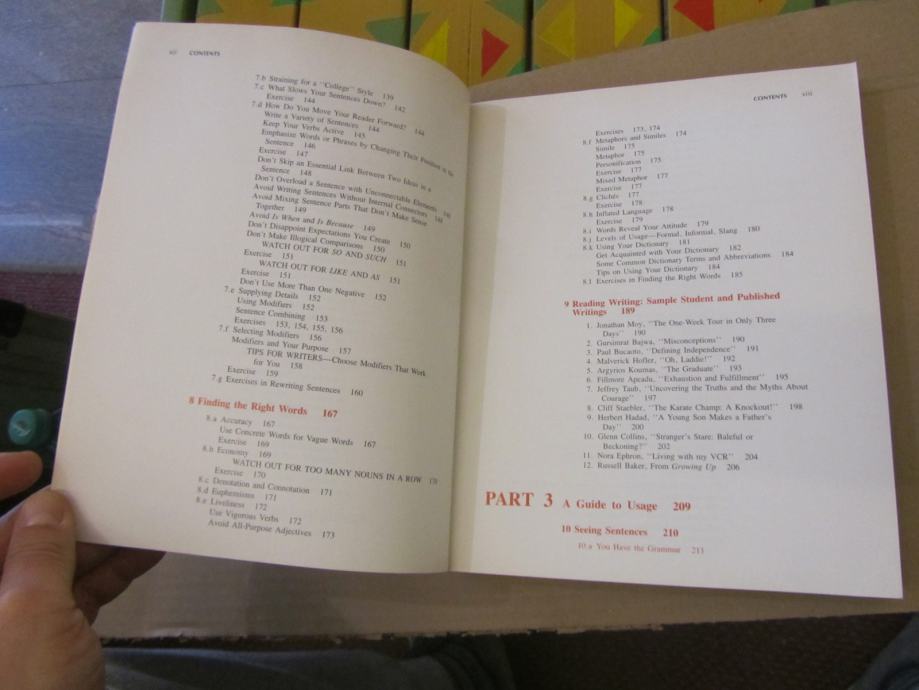 xii CONTENTS
7.b Straining for a "College" Style 139
7.c What Slows Your Sentences Down? 142
Exercise 144
7.d How Do You Move Your Reader Forward? 144
Write a Variety of Sentences 144
Keep Your Verbs Active 145
Emphasize Words or Phrases by Changing Their Position in the
Sentence 146
Exercise 147
Don't Skip an Essential Link Between Two Ideas in a
Sentence 148
Don't Overload a Sentence with Unconnectable Elements 148
Avoid Writing Sentences Without Internal Connectors 148
Avoid Mixing Sentence Parts That Don't Make Sense
Together 149
Avoid Is When and Is Because 149
Don't Disappoint Expectations You Create 150
Don't Make Illogical Comparisons 150
WATCH OUT FOR SO AND SUCH 151
Exercise 151
WATCH OUT FOR LIKE AND AS 151
Exercise 151
Don't Use More Than One Negative 152
7.e Supplying Details 152
Using Modifiers 152
Sentence Combining 153
Exercises 153, 154, 155, 156
7.f Selecting Modifiers 156
Modifiers and Your Purpose 157
TIPS FOR WRITERS—Choose Modifiers That Work
for You 158
Exercise 159
7.g Exercises in Rewriting Sentences 160
8 Finding the Right Words 167
8.a Accuracy 167
Use Concrete Words for Vague Words 167
Exercise 169
8.b Economy 169
WATCH OUT FOR TOO MANY NOUNS IN A ROW 170
Exercise 170
8.c Denotation and Connotation 171
8.d Euphemisms 171
8.e Liveliness 172
Use Vigorous Verbs 172
Avoid All-Purpose Adjectives 173
CONTENTS xiii
Exercises 173, 174
8.f Metaphors and Similes 174
Simile 175
Metaphor 175
Personification 175
Exercise 177
Mixed Metaphor 177
Exercise 177
8.g Clichés 177
Exercise 178
8.h Inflated Language 178
Exercise 179
8.i Words Reveal Your Attitude 179
8.j Levels of Usage—Formal, Informal, Slang 180
8.k Using Your Dictionary 181
Get Acquainted with Your Dictionary 182
Some Common Dictionary Terms and Abbreviations 184
Tips on Using Your Dictionary 184
8.l Exercises in Finding the Right Words 185
9 Reading Writing: Sample Student and Published
Writings 189
1. Jonathan Moy, "The One-Week Tour in Only Three
Days" 190
2. Gursimrat Bajwa, "Misconceptions" 190
3. Paul Bucauto, "Defining Independence" 191
4. Malverick Hofler, "Oh, Laddie!" 192
5. Argyrios Koumas, "The Graduate" 193
6. Fillmore Apeadu, "Exhaustion and Fulfillment" 195
7. Jeffrey Taub, "Uncovering the Truths and the Myths About
Courage" 197
8. Cliff Staebler, "The Karate Champ: A Knockout!" 198
9. Herbert Hadad, "A Young Son Makes a Father's
Day" 200
10. Glenn Collins, "Stranger's Stare: Baleful or
Beckoning?" 202
11. Nora Ephron, "Living with my VCR" 204
12. Russell Baker, From Growing Up 206
PART 3 A Guide to Usage 209
10 Seeing Sentences 210
10.a You Have the Grammar 211